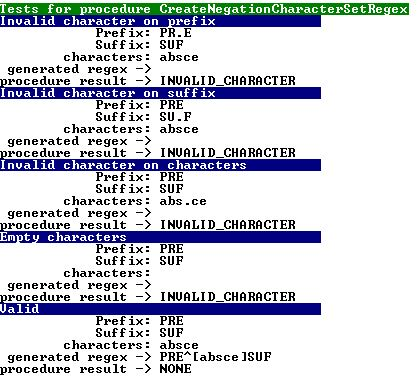 Tests for procedure CreateNegationCharacterSetRegex
Invalid character on prefix
Prefix: PR.E
Suffix: SUF
characters: absce
generated regex ->
procedure result -> INVALID_CHARACTER
Invalid character on suffix
Prefix: PRE
Suffix: SU.F
characters: absce
generated regex ->
procedure result -> INVALID_CHARACTER
Invalid character on characters
Prefix: PRE
Suffix: SUF
characters: abs.ce
generated regex ->
procedure result -> INVALID_CHARACTER
Empty characters
Prefix: PRE
Suffix: SUF
characters:
generated regex ->
procedure result -> INVALID_CHARACTER
Valid
Prefix: PRE
Suffix: SUF
characters: absce
generated regex -> PRE^[absce]SUF
procedure result -> NONE